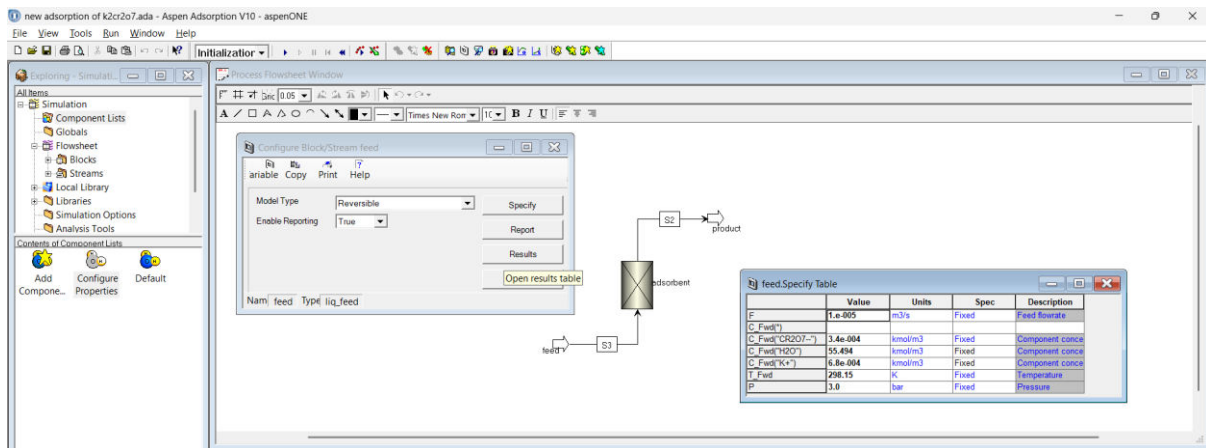 new adsorption of k2cr2o7.ada - Aspen Adsorption V10 - aspenONE
File View Tools Run Window Help
Initialization
Exploring - Simulati...
All Items
Simulation
Component Lists
Globals
Flowsheet
Blocks
Streams
Local Library
Libraries
Simulation Options
Analysis Tools
Contents of Component Lists
Add Compone...
Configure Properties
Default
Process Flowsheet Window
0.05
A Times New Ron 10 B I U
Configure Block/Stream feed
ariable Copy Print Help
Model Type Reversible Specify
Enable Reporting True Report
Results
Open results table
Nam feed Type liq_feed
S2
product
adsorbent
S3
feed
feed.Specify Table
Value Units Spec Description
F 1.e-005 m3/s Fixed Feed flowrate
C_Fwd(*)
C_Fwd("CR2O7--") 3.4e-004 kmol/m3 Fixed Component conce
C_Fwd("H2O") 55.494 kmol/m3 Fixed Component conce
C_Fwd("K+") 6.8e-004 kmol/m3 Fixed Component conce
T_Fwd 298.15 K Fixed Temperature
P 3.0 bar Fixed Pressure